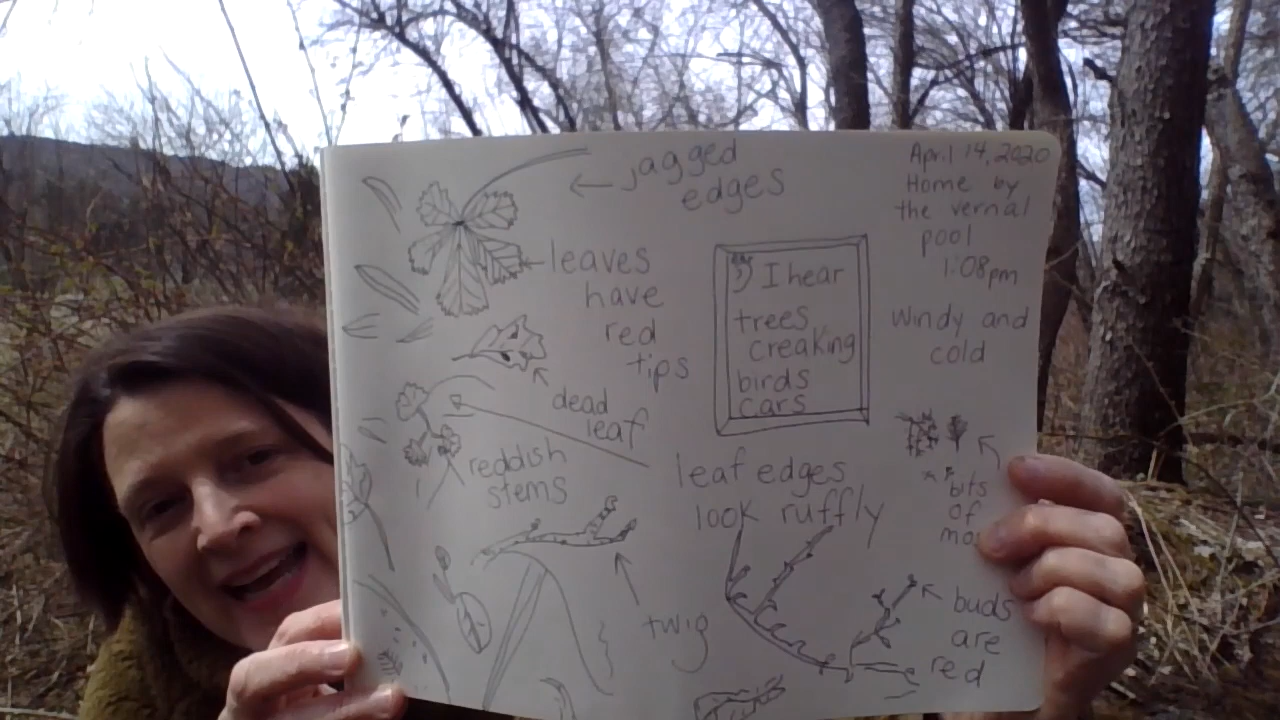 jagged
edges
April 14, 2020
Home by
the vernal
pool
1:08pm
windy and
cold
leaves
have
red
tips
I hear
trees
creaking
birds
cars
dead
leaf
reddish
stems
leaf edges
look ruffly
bits
of
twig
buds
are
red